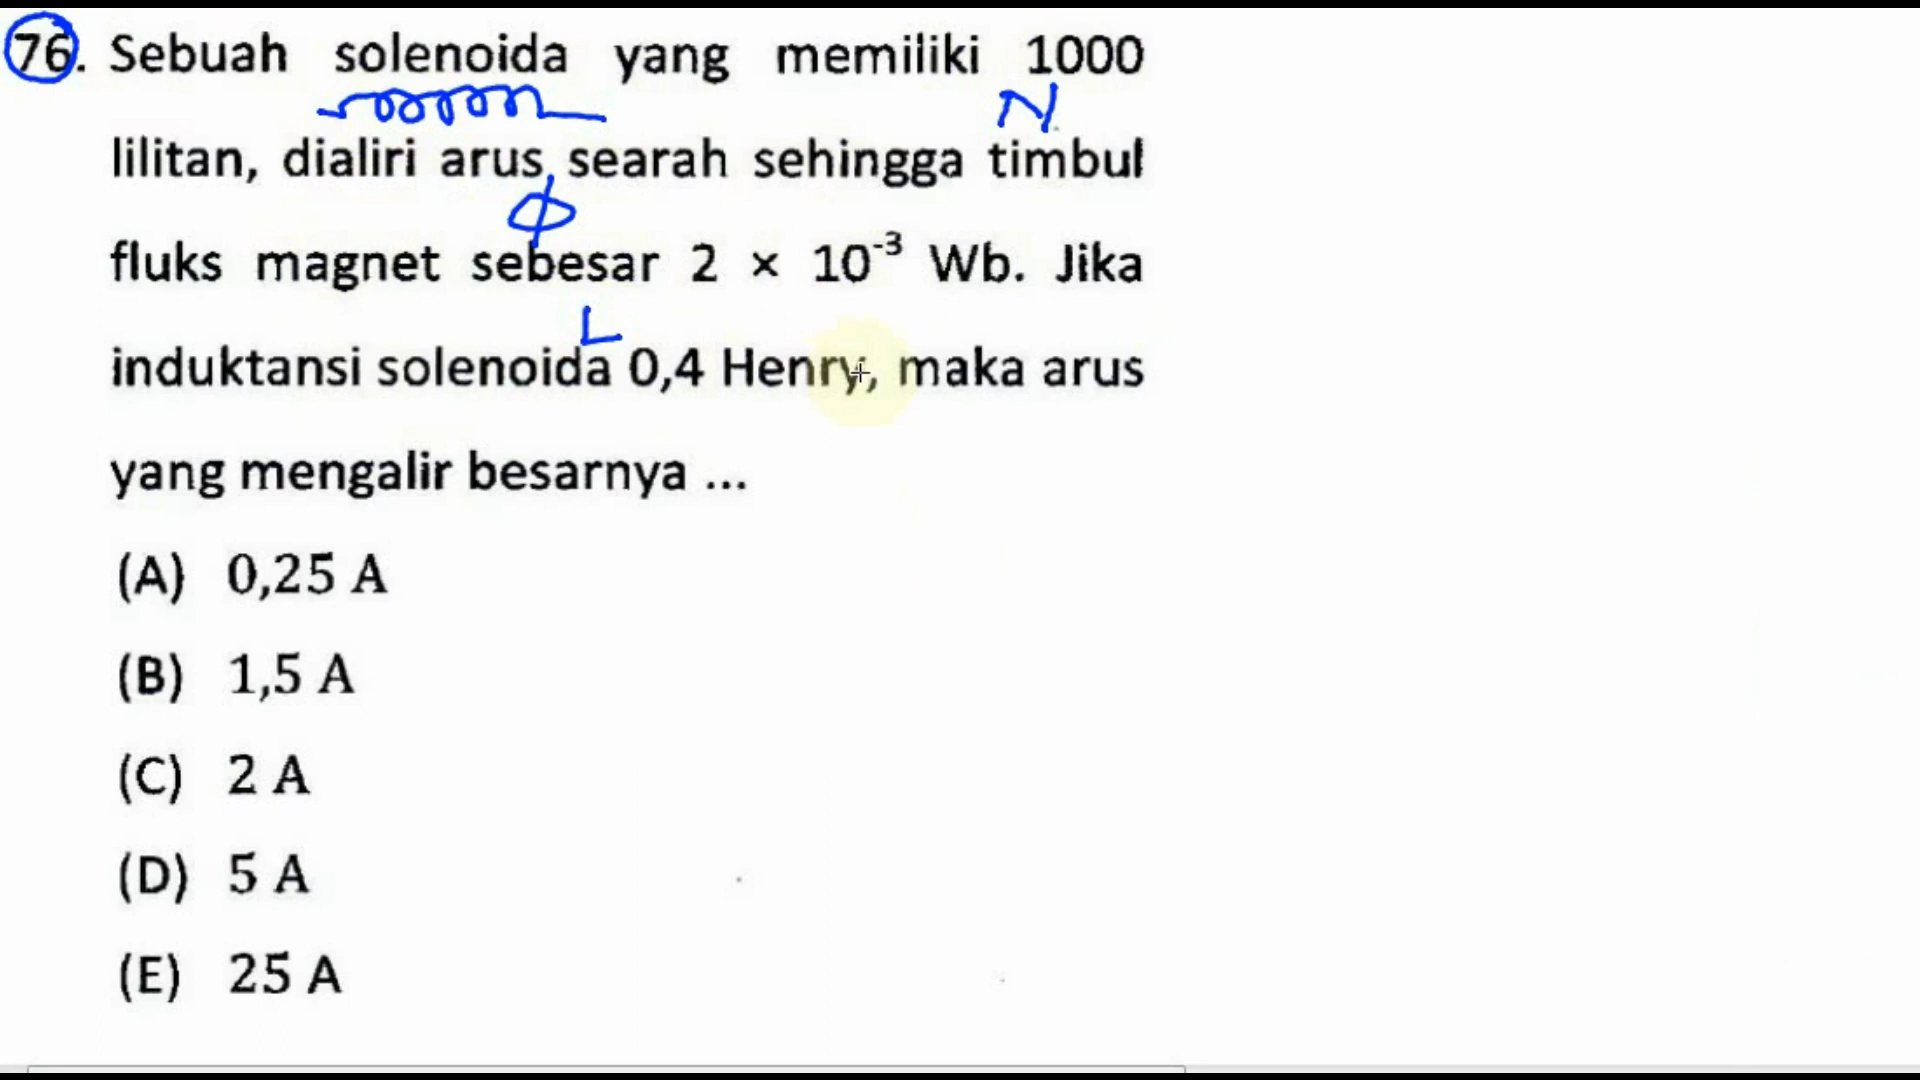 76. Sebuah solenoida yang memiliki 1000
N
lilitan, dialiri arus searah sehingga timbul
ϕ
fluks magnet sebesar 2 × 10⁻³ Wb. Jika
L
induktansi solenoida 0,4 Henry, maka arus
yang mengalir besarnya ...
(A) 0,25 A
(B) 1,5 A
(C) 2 A
(D) 5 A
(E) 25 A